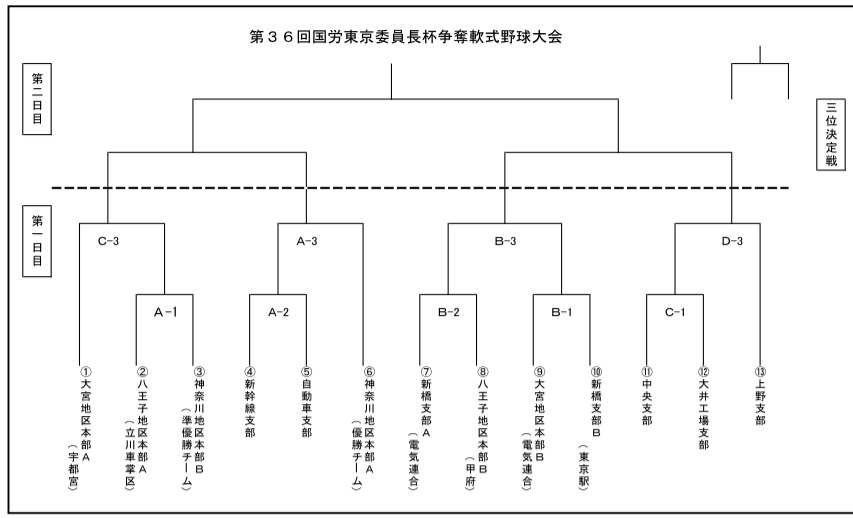 第３６回国労東京委員長杯争奪軟式野球大会
第二日目
三位決定戦
第一日目
C-3
A-3
B-3
D-3
A-1
A-2
B-2
B-1
C-1
①大宮地区本部A
（宇都宮）
②八王子地区本部A
（立川車掌区）
③神奈川地区本部B
（準優勝チーム）
④新幹線支部
⑤自動車支部
⑥神奈川地区本部A
（優勝チーム）
⑦新橋支部A
（電気連合）
⑧八王子地区本部B
（甲府）
⑨大宮地区本部B
（電気連合）
⑩新橋支部B
（東京駅）
⑪中央支部
⑫大井工場支部
⑬上野支部